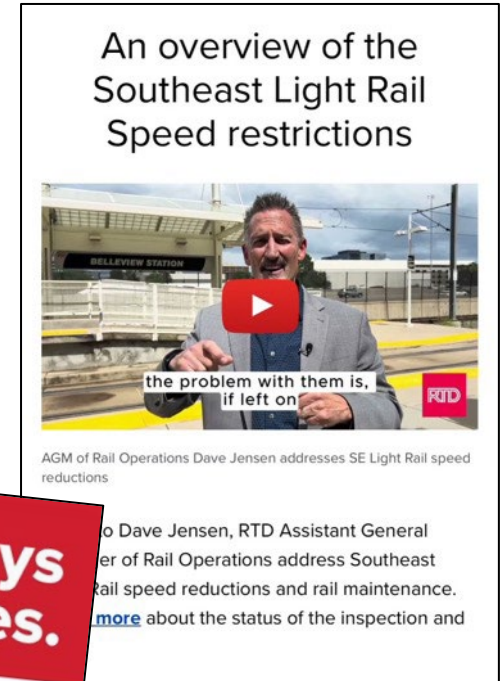 An overview of the
Southeast Light Rail
Speed restrictions
BELLEVIEW STATION
the problem with them is,
if left on
RTD
AGM of Rail Operations Dave Jensen addresses SE Light Rail speed
reductions
o Dave Jensen, RTD Assistant General
er of Rail Operations address Southeast
ail speed reductions and rail maintenance.
more about the status of the inspection and
ys
es.